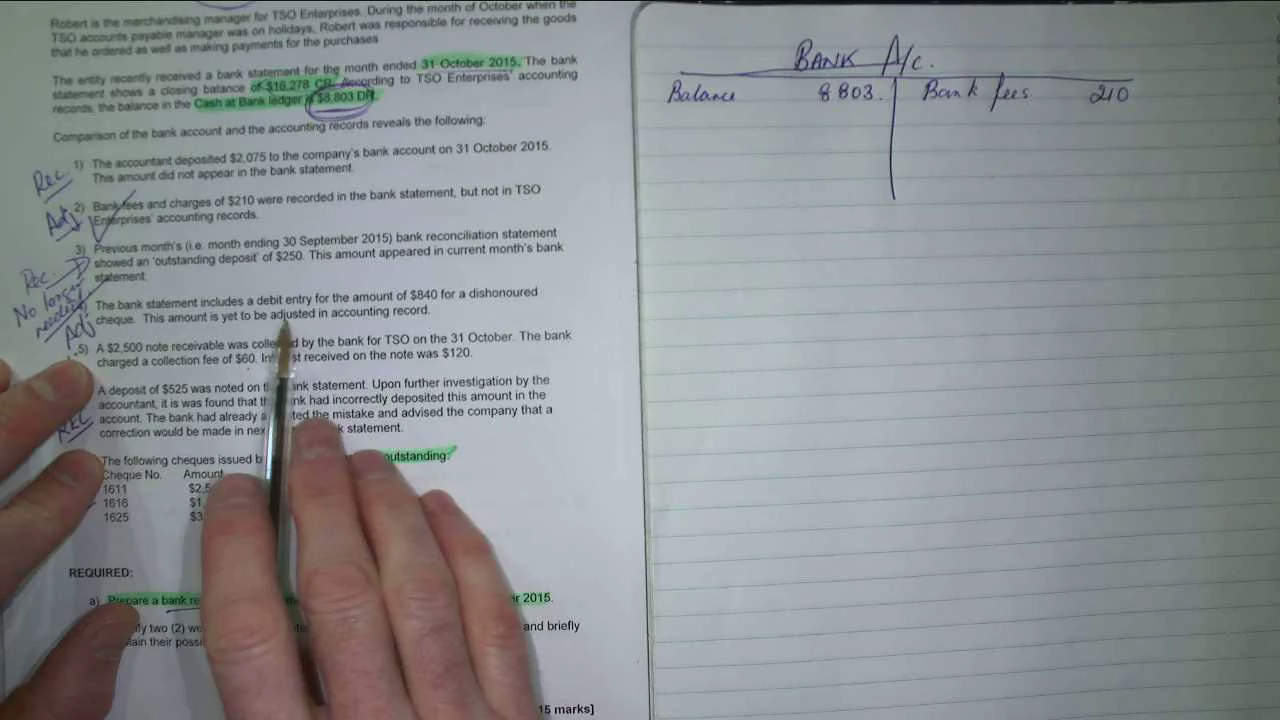 Robert is the merchandising manager for TSO Enterprises. During the month of October when the
TSO accounts payable manager was on holidays, Robert was responsible for receiving the goods
that he ordered as well as making payments for the purchases
The entity recently received a bank statement for the month ended 31 October 2015. The bank
statement shows a closing balance of $18,278 CR. According to TSO Enterprises' accounting
records, the balance in the Cash at Bank ledger is $8,803 DR.
Comparison of the bank account and the accounting records reveals the following:
Rec 1) The accountant deposited $2,075 to the company's bank account on 31 October 2015.
This amount did not appear in the bank statement.
Adj 2) Bank fees and charges of $210 were recorded in the bank statement, but not in TSO
Enterprises' accounting records.
3) Previous month's (i.e. month ending 30 September 2015) bank reconciliation statement
Rec. showed an 'outstanding deposit' of $250. This amount appeared in current month's bank
No longer statement.
needed The bank statement includes a debit entry for the amount of $840 for a dishonoured
Adj cheque. This amount is yet to be adjusted in accounting record.
5) A $2,500 note receivable was by the bank for TSO on the 31 October. The bank
charged a collection fee of $60. received on the note was $120.
A deposit of $525 was noted on statement. Upon further investigation by the
accountant, it is was found that had incorrectly deposited this amount in the
Rec account. The bank had already the mistake and advised the company that a
correction would be made in statement.
The following cheques issued outstanding:
Cheque No. Amount
1611
1616
1625
REQUIRED:
a) Prepare a bank 2015.
two (2) and briefly
their
15 marks]
BANK A/c.
Balance 8803. Bank fees. 210